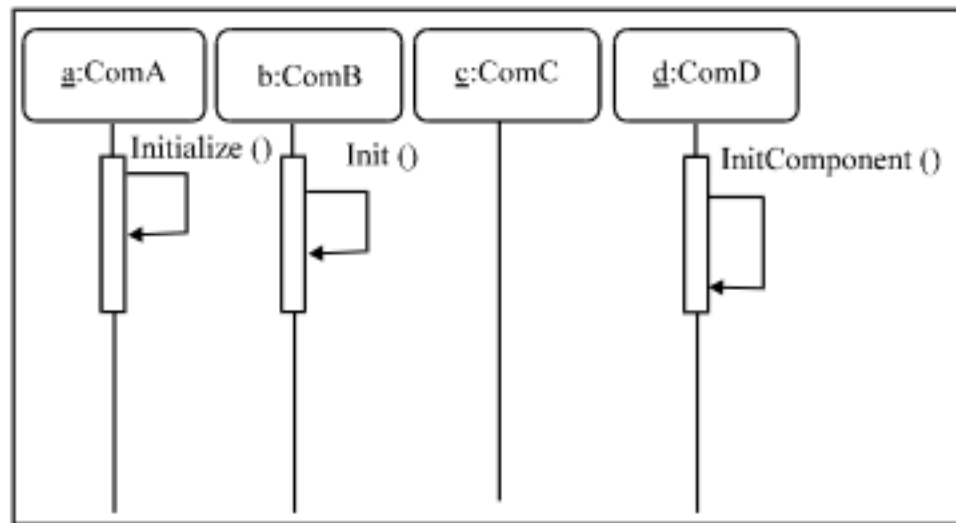 a:ComA
b:ComB
c:ComC
d:ComD
Initialize ()
Init ()
InitComponent ()